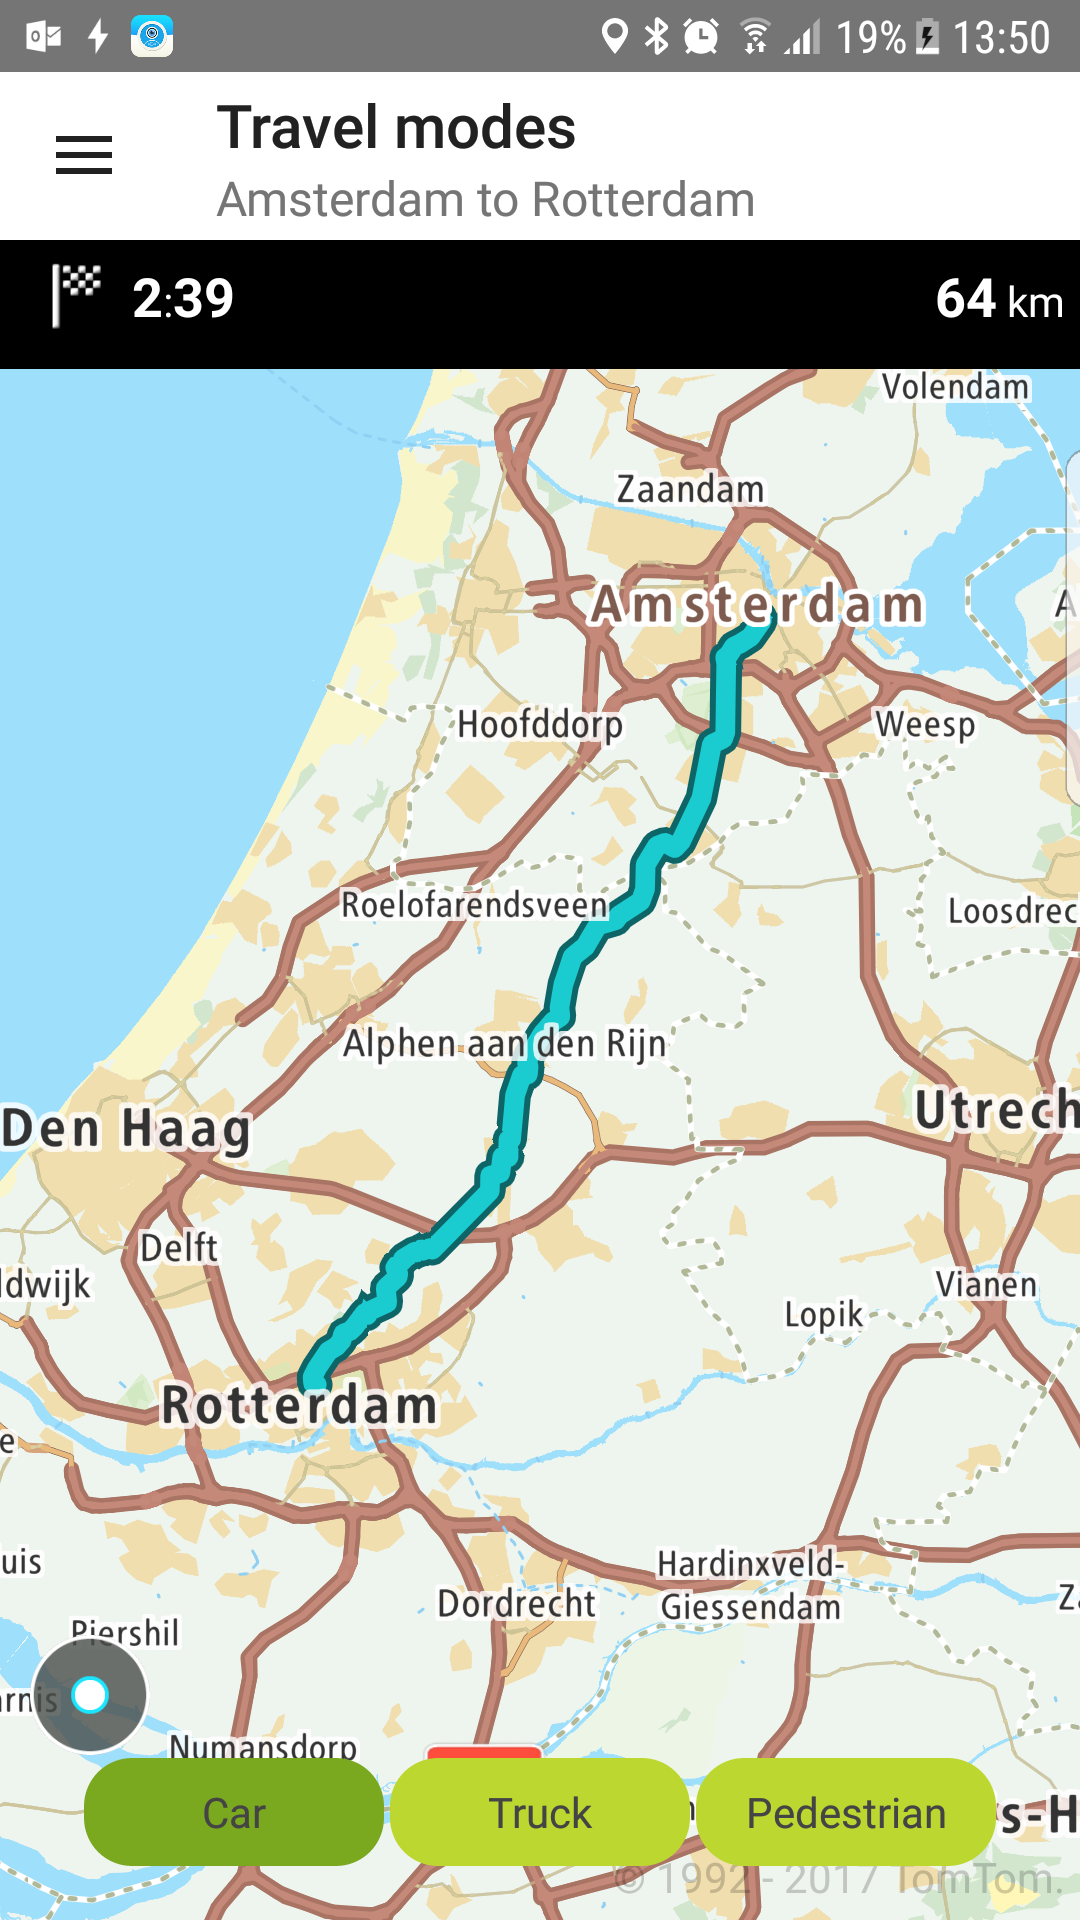 19% 13:50
Travel modes
Amsterdam to Rotterdam
2:39 64 km
Volendam
Zaandam
Amsterdam
A
Hoofddorp Weesp
Roelofarendsveen Loosdrec
Alphen aan den Rijn
Den Haag Utrech
Delft
ldwijk Vianen
Lopik
Rotterdam
e
uis Hardinxveld-
Giessendam
Dordrecht Z
Piershil
arnis
Numansdorp
Car Truck Pedestrian s-H
© 1992 - 2017 TomTom.